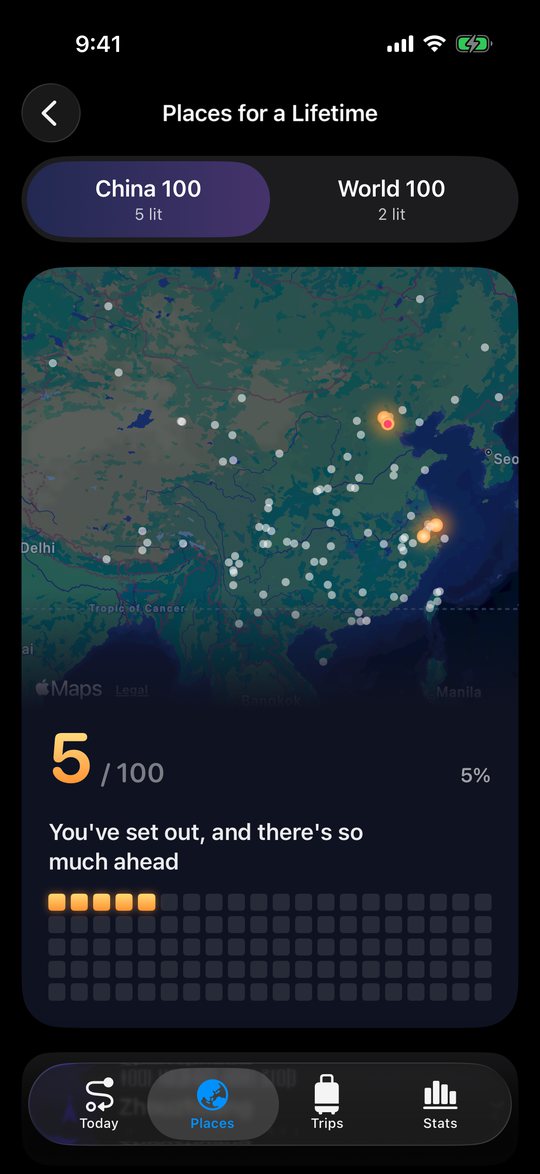 9:41
Places for a Lifetime
China 100
World 100
5 lit
2 lit
Seo
Delhi
Tropic of Cancer
ai
Maps Legal
Bangkok
Manila
5 / 100
5%
You've set out, and there's so
much ahead
Today
Places
Trips
Stats